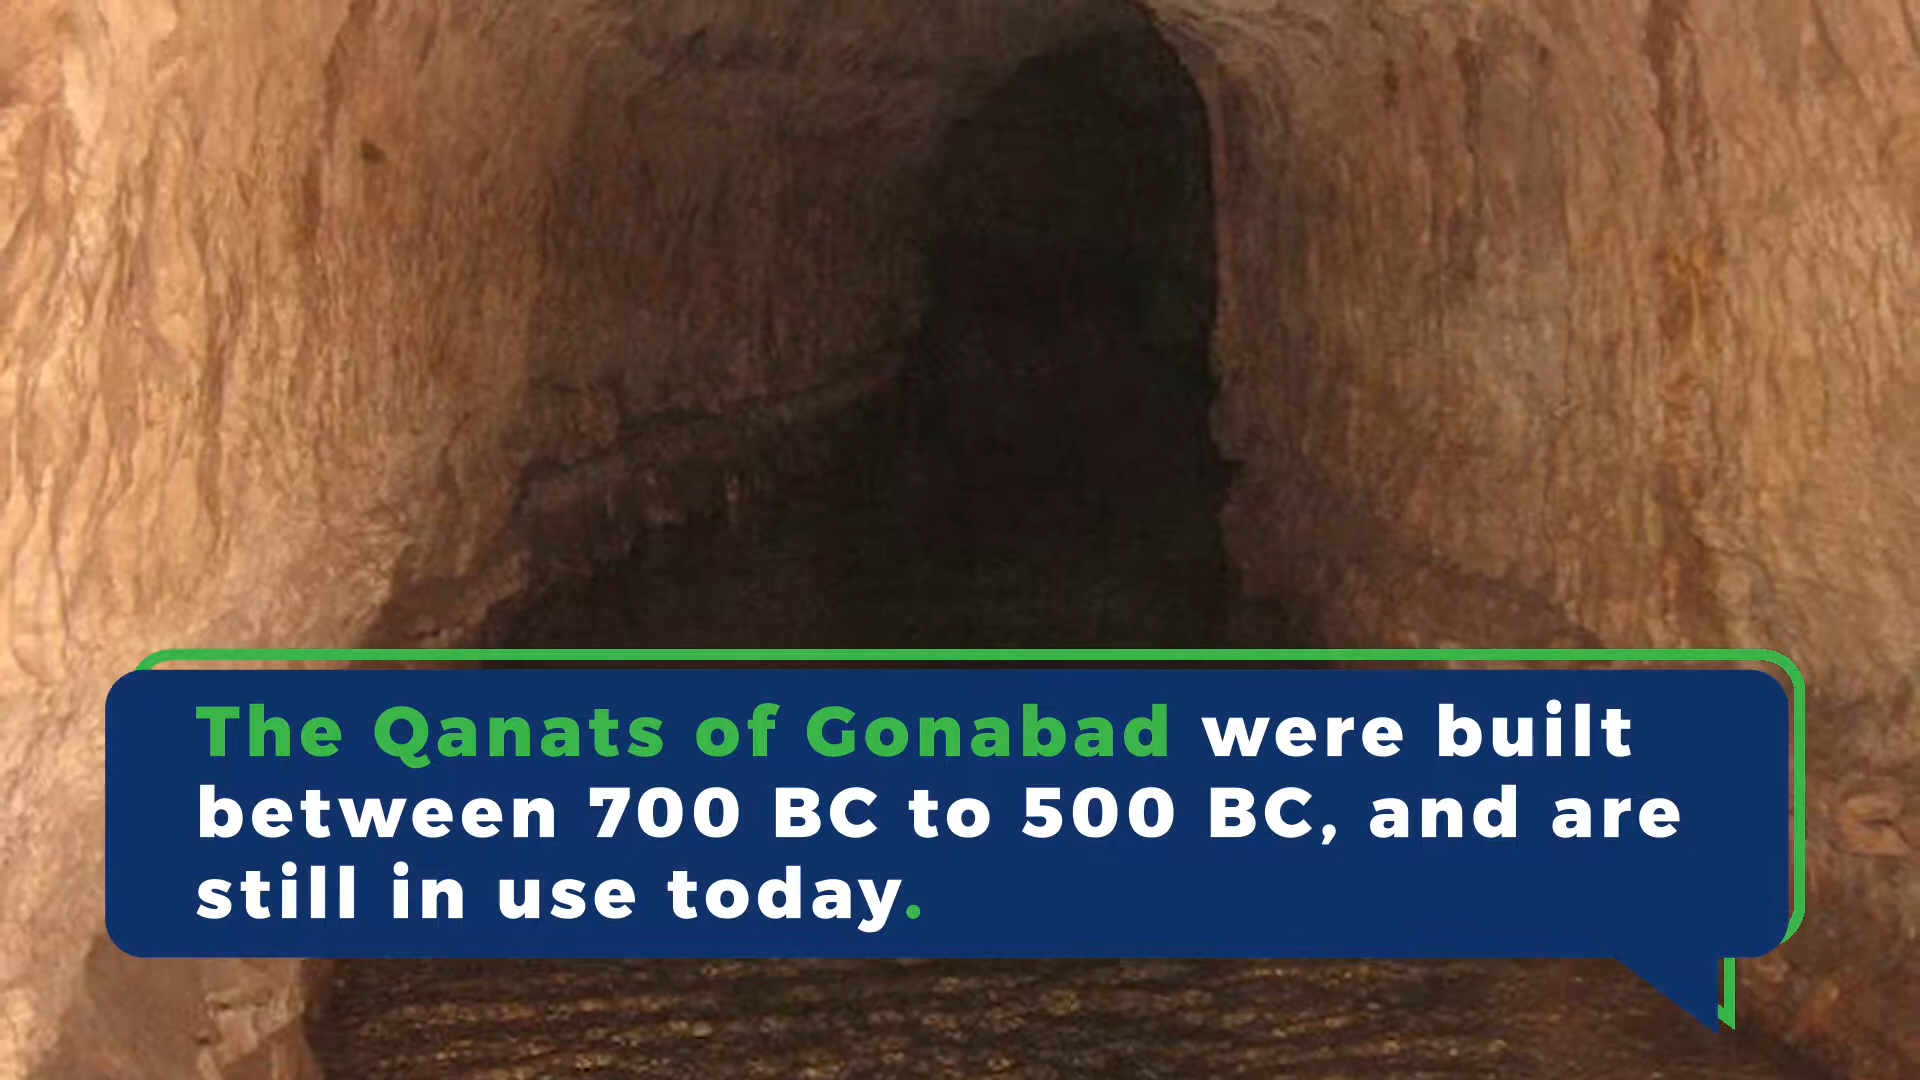 The Qanats of Gonabad were built
between 700 BC to 500 BC, and are
still in use today.